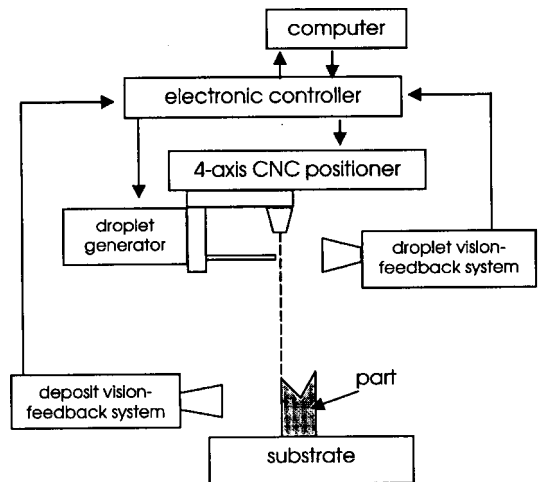 computer
electronic controller
4-axis CNC positioner
droplet
generator
droplet vision-
feedback system
deposit vision-
feedback system
part
substrate